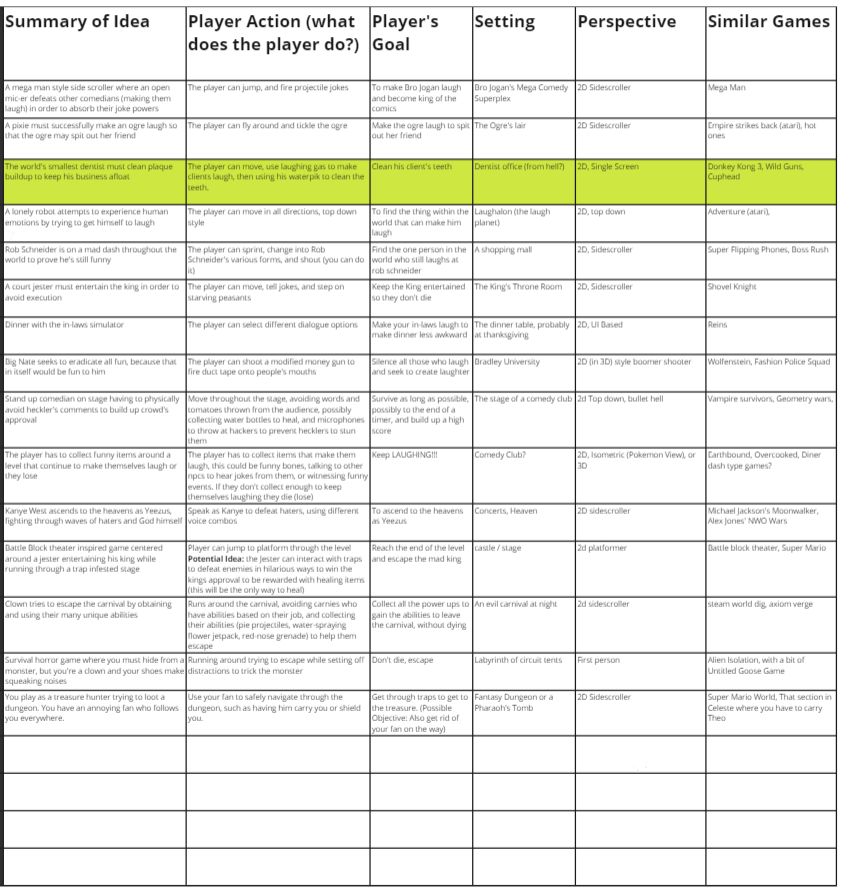 Summary of Idea
Player Action (what
does the player do?)
Player's
Goal
Setting
Perspective
Similar Games
A mega man style side scroller where an open
mic-er defeats other comedians (making them
laugh) in order to absorb their joke powers
The player can jump, and fire projectile jokes
To make Bro Jogan laugh
and become king of the
comics
Bro Jogan's Mega Comedy
Superplex
2D Sidescroller
Mega Man
A pixie must successfully make an ogre laugh so
that the ogre may spit out her friend
The player can fly around and tickle the ogre
Make the ogre laugh to spit
out her friend
The Ogre's lair
2D Sidescroller
Empire strikes back (atari), hot
ones
The world's smallest dentist must clean plaque
buildup to keep his business afloat
The player can move, use laughing gas to make
clients laugh, then using his waterpik to clean the
teeth.
Clean his client's teeth
Dentist office (from hell?)
2D, Single Screen
Donkey Kong 3, Wild Guns,
Cuphead
A lonely robot attempts to experience human
emotions by trying to get himself to laugh
The player can move in all directions, top down
style
To find the thing within the
world that can make him
laugh
Laughalon (the laugh
planet)
2D, top down
Adventure (atari),
Rob Schneider is on a mad dash throughout the
world to prove he's still funny
The player can sprint, change into Rob
Schneider's various forms, and shout (you can do
it)
Find the one person in the
world who still laughs at
rob schneider
A shopping mall
2D, Sidescroller
Super Flipping Phones, Boss Rush
A court jester must entertain the king in order to
avoid execution
The player can move, tell jokes, and step on
starving peasants
Keep the King entertained
so they don't die
The King's Throne Room
2D, Sidescroller
Shovel Knight
Dinner with the in-laws simulator
The player can select different dialogue options
Make your in-laws laugh to
make dinner less awkward
The dinner table, probably
at thanksgiving
2D, UI Based
Reins
Big Nate seeks to eradicate all fun, because that
in itself would be fun to him
The player can shoot a modified money gun to
fire duct tape onto people's mouths
Silence all those who laugh
and seek to create laughter
Bradley University
2D (in 3D) style boomer shooter
Wolfenstein, Fashion Police Squad
Stand up comedian on stage having to physically
avoid heckler's comments to build up crowd's
approval
Move throughout the stage, avoiding words and
tomatoes thrown from the audience, possibly
collecting water bottles to heal, and microphones
to throw at hackers to prevent hecklers to stun
them
Survive as long as possible,
possibly to the end of a
timer, and build up a high
score
The stage of a comedy club
2d Top down, bullet hell
Vampire survivors, Geometry wars,
The player has to collect funny items around a
level that continue to make themselves laugh or
they lose
The player has to collect items that make them
laugh, this could be funny bones, talking to other
npcs to hear jokes from them, or witnessing funny
events. If they don't collect enough to keep
themselves laughing they die (lose)
Keep LAUGHING!!!
Comedy Club?
2D, Isometric (Pokemon View), or
3D
Earthbound, Overcooked, Diner
dash type games?
Kanye West ascends to the heavens as Yeezus,
fighting through waves of haters and God himself
Speak as Kanye to defeat haters, using different
voice combos
To ascend to the heavens
as Yeezus
Concerts, Heaven
2D sidescroller
Michael Jackson's Moonwalker,
Alex Jones' NWO Wars
Battle Block theater inspired game centered
around a jester entertaining his king while
running through a trap infested stage
Player can jump to platform through the level
Potential Idea: the Jester can interact with traps
to defeat enemies in hilarious ways to win the
kings approval to be rewarded with healing items
(this will be the only way to heal)
Reach the end of the level
and escape the mad king
castle / stage
2d platformer
Battle block theater, Super Mario
Clown tries to escape the carnival by obtaining
and using their many unique abilities
Runs around the carnival, avoiding carnies who
have abilities based on their job, and collecting
their abilities (pie projectiles, water-spraying
flower jetpack, red-nose grenade) to help them
escape
Collect all the power ups to
gain the abilities to leave
the carnival, without dying
An evil carnival at night
2d sidescroller
steam world dig, axiom verge
Survival horror game where you must hide from a
monster, but you're a clown and your shoes make
squeaking noises
Running around trying to escape while setting off
distractions to trick the monster
Don't die, escape
Labyrinth of circuit tents
First person
Alien Isolation, with a bit of
Untitled Goose Game
You play as a treasure hunter trying to loot a
dungeon. You have an annoying fan who follows
you everywhere.
Use your fan to safely navigate through the
dungeon, such as having him carry you or shield
you.
Get through traps to get to
the treasure. (Possible
Objective: Also get rid of
your fan on the way)
Fantasy Dungeon or a
Pharaoh's Tomb
2D Sidescroller
Super Mario World, That section in
Celeste where you have to carry
Theo